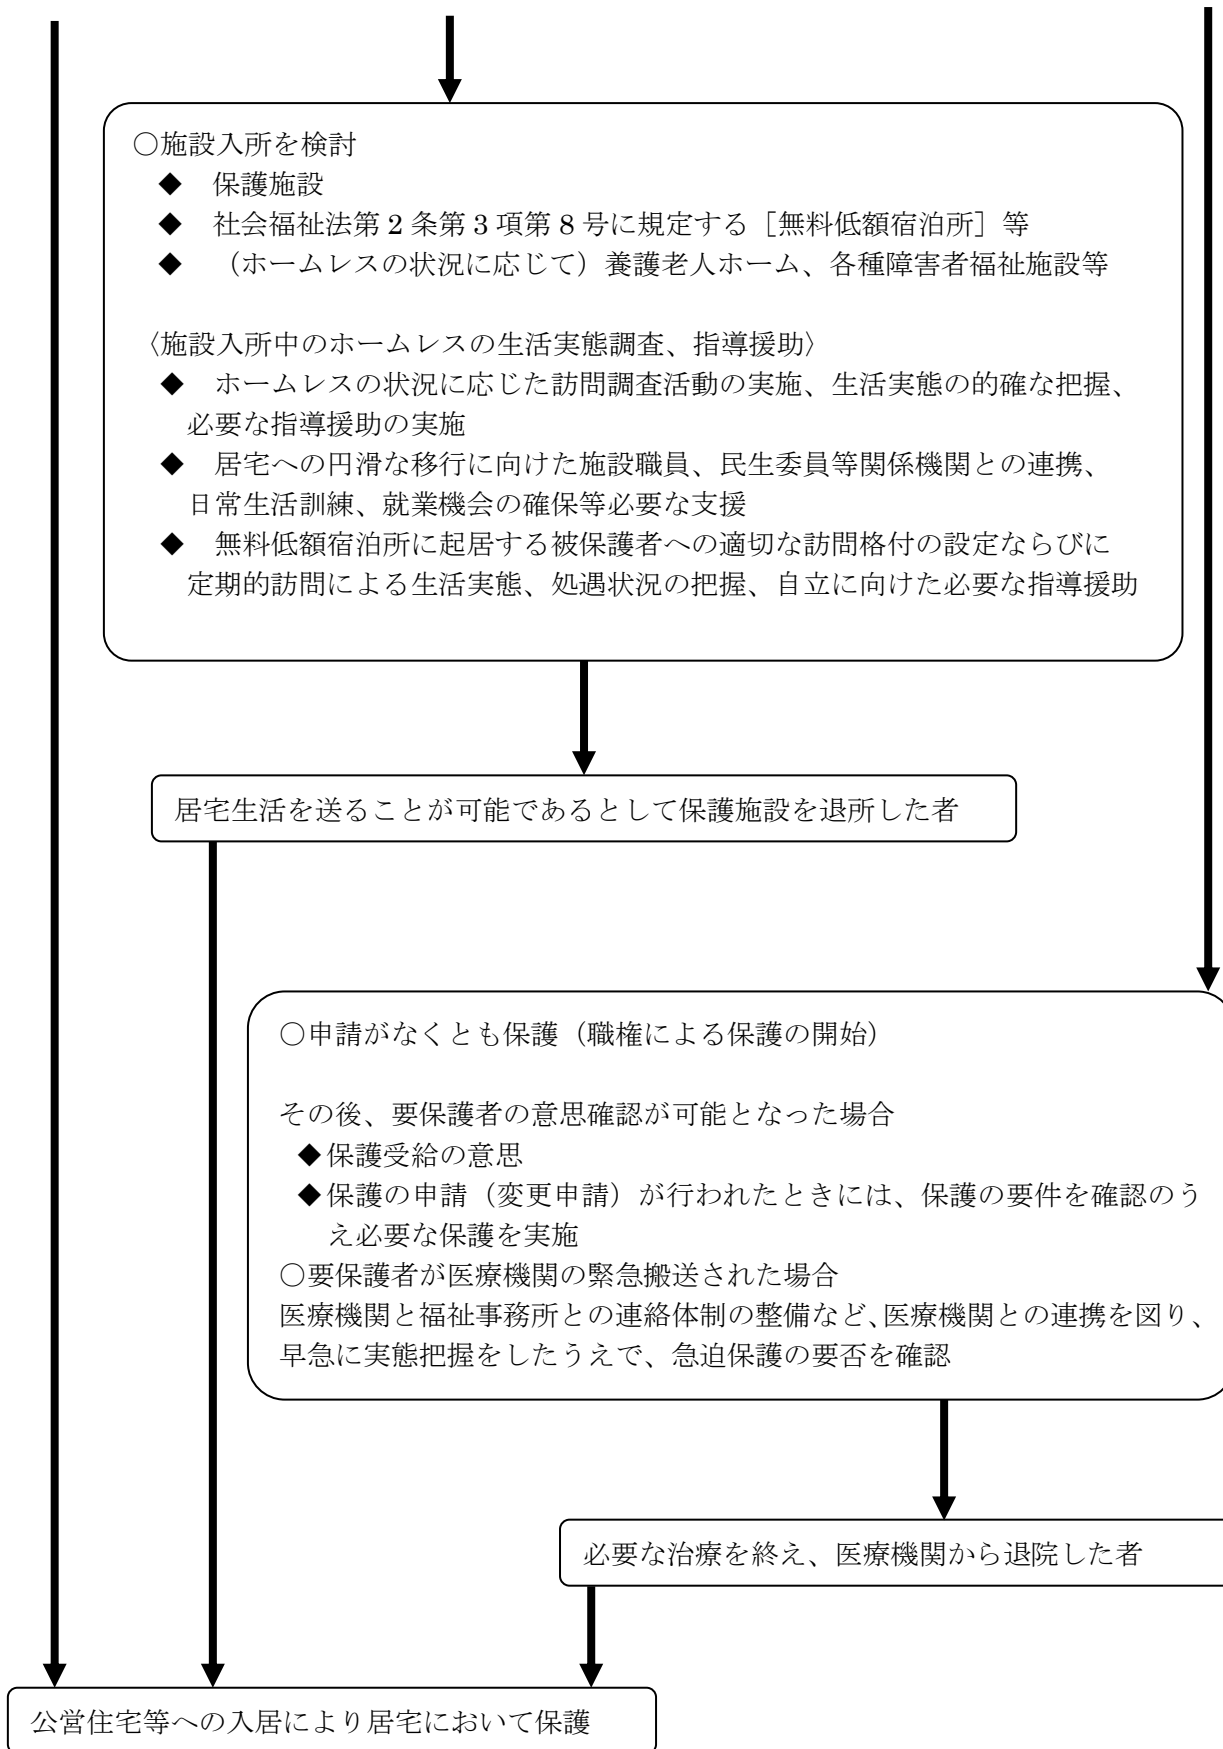 ○施設入所を検討
◆　保護施設
◆　社会福祉法第2条第3項第8号に規定する［無料低額宿泊所］等
◆　（ホームレスの状況に応じて）養護老人ホーム、各種障害者福祉施設等
〈施設入所中のホームレスの生活実態調査、指導援助〉
◆　ホームレスの状況に応じた訪問調査活動の実施、生活実態の的確な把握、
必要な指導援助の実施
◆　居宅への円滑な移行に向けた施設職員、民生委員等関係機関との連携、
日常生活訓練、就業機会の確保等必要な支援
◆　無料低額宿泊所に起居する被保護者への適切な訪問格付の設定ならびに
定期的訪問による生活実態、処遇状況の把握、自立に向けた必要な指導援助
居宅生活を送ることが可能であるとして保護施設を退所した者
○申請がなくとも保護（職権による保護の開始）
その後、要保護者の意思確認が可能となった場合
◆保護受給の意思
◆保護の申請（変更申請）が行われたときには、保護の要件を確認のう
え必要な保護を実施
○要保護者が医療機関の緊急搬送された場合
医療機関と福祉事務所との連絡体制の整備など、医療機関との連携を図り、
早急に実態把握をしたうえで、急迫保護の要否を確認
必要な治療を終え、医療機関から退院した者
公営住宅等への入居により居宅において保護